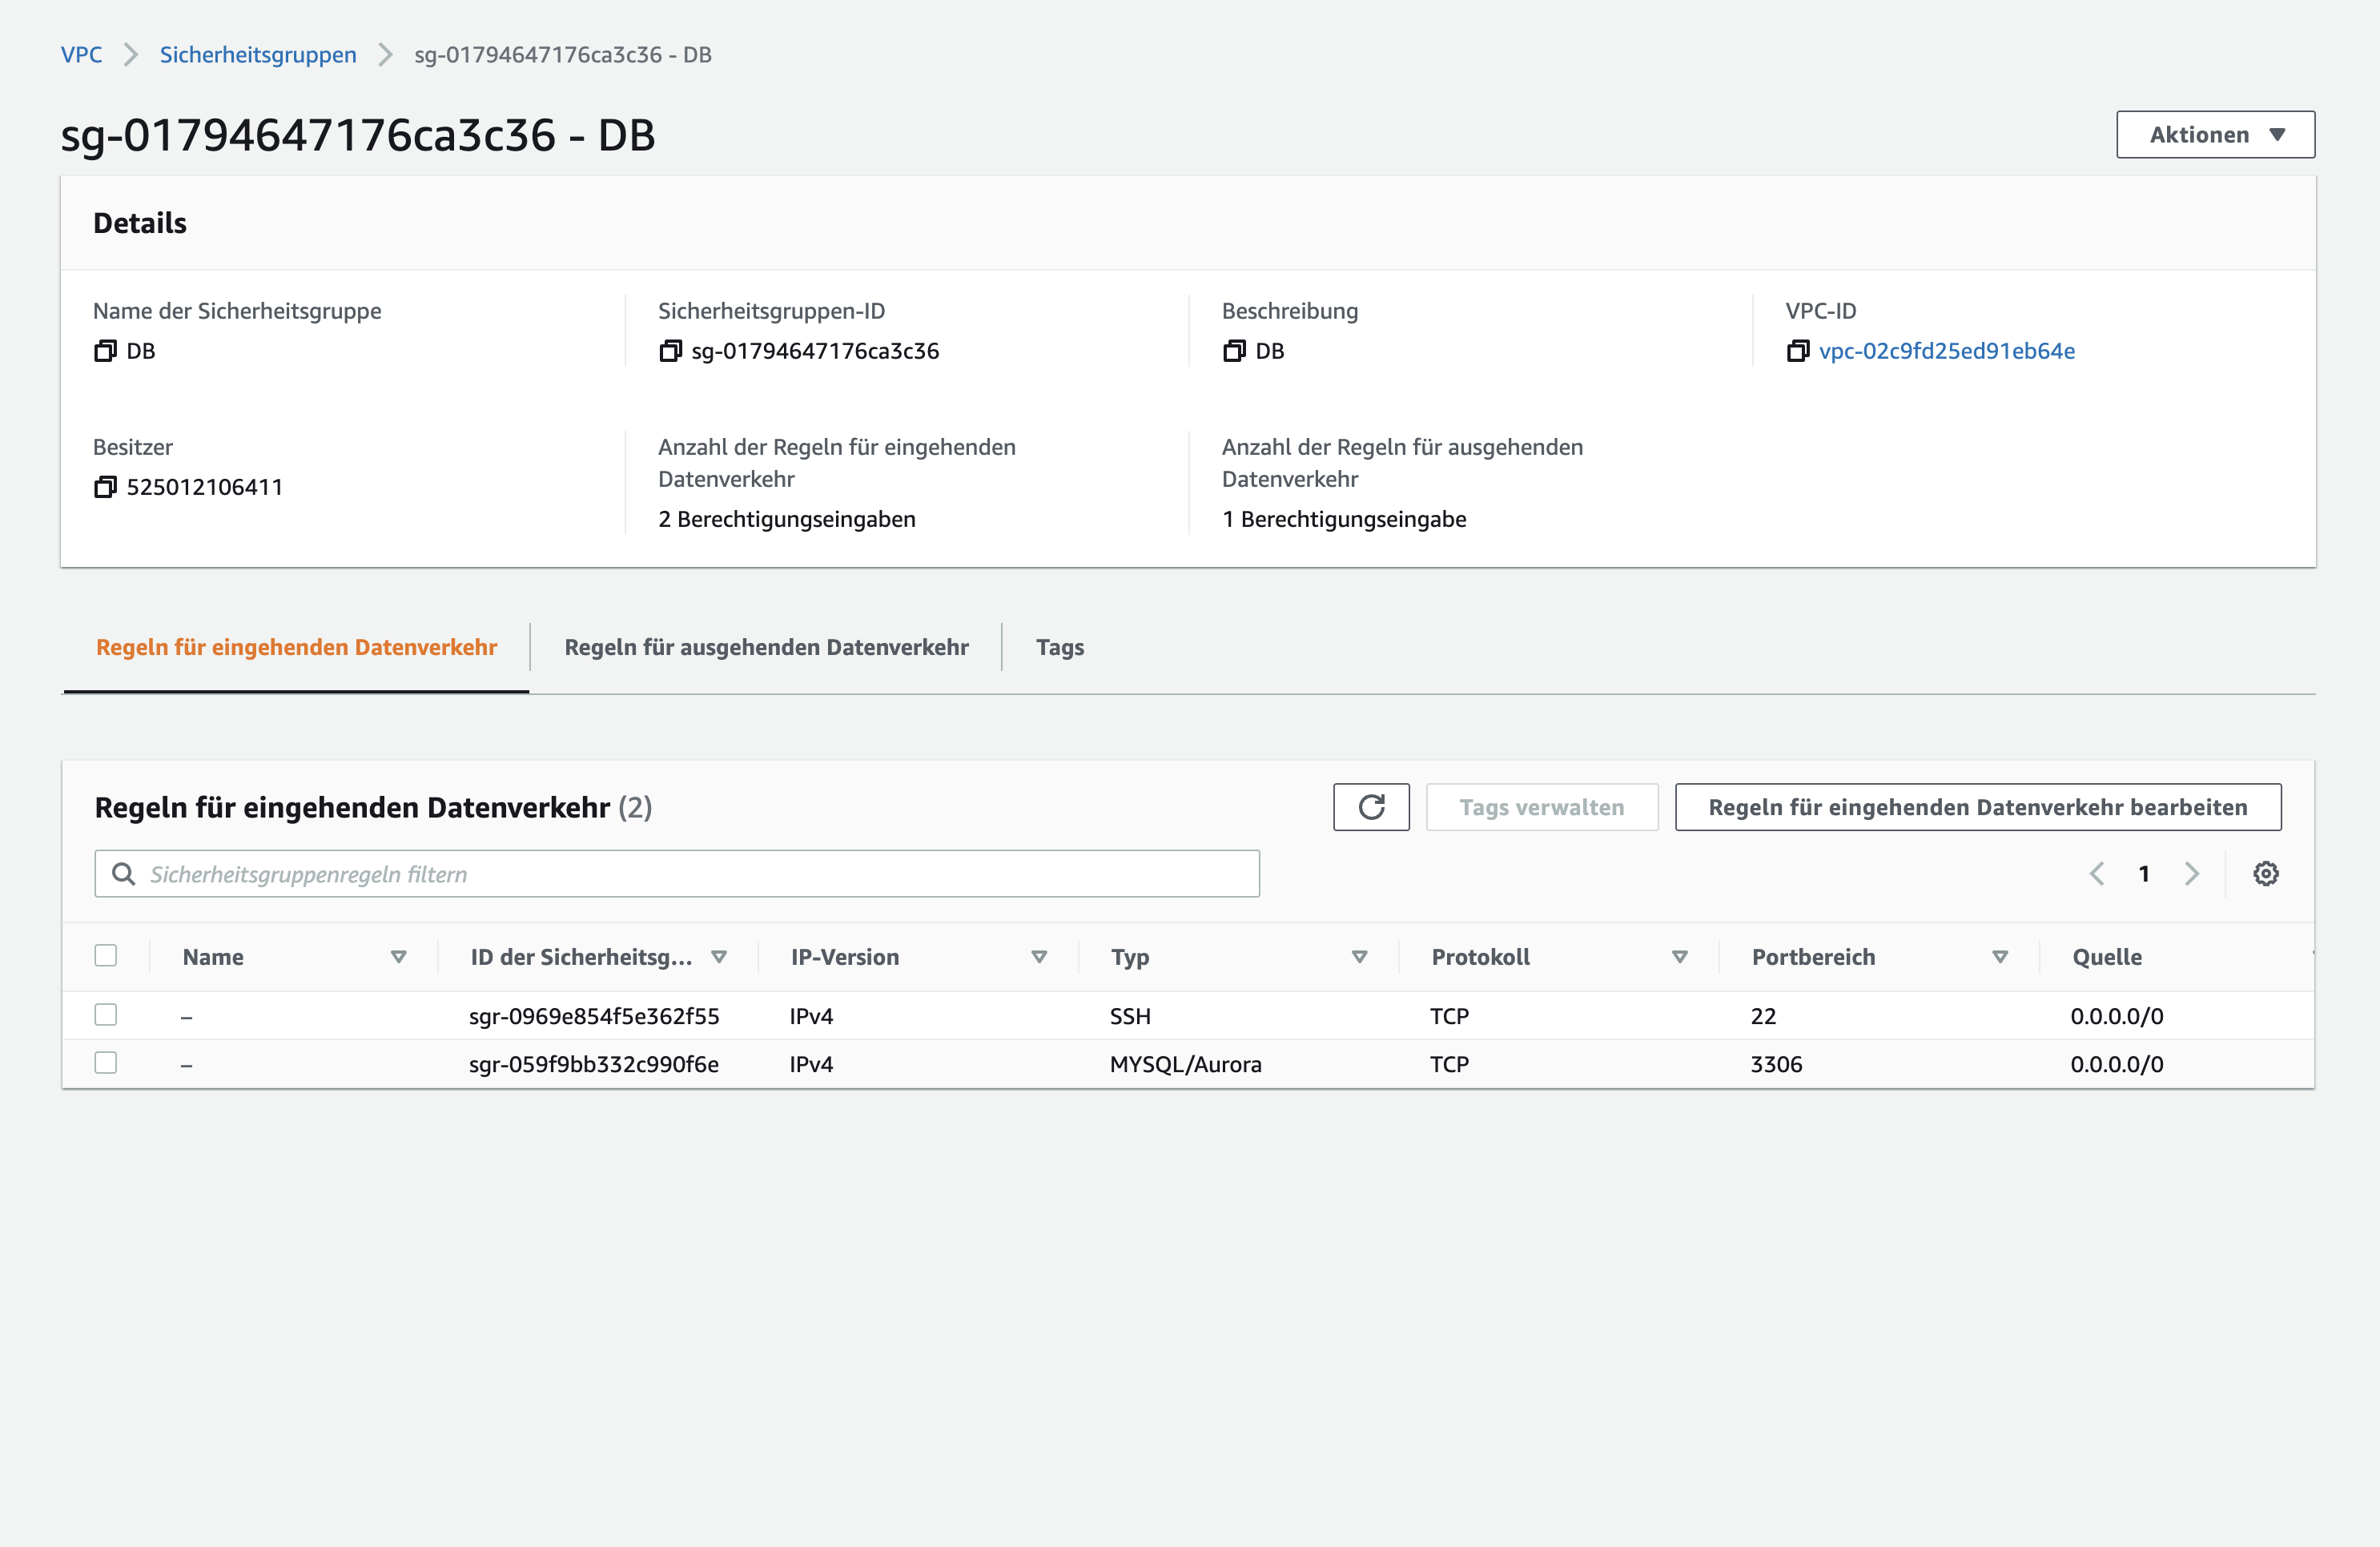 VPC > Sicherheitsgruppen > sg-01794647176ca3c36 - DB
sg-01794647176ca3c36 - DB
Aktionen
Details
Name der Sicherheitsgruppe
DB
Sicherheitsgruppen-ID
sg-01794647176ca3c36
Beschreibung
DB
VPC-ID
vpc-02c9fd25ed91eb64e
Besitzer
525012106411
Anzahl der Regeln für eingehenden
Datenverkehr
2 Berechtigungseingaben
Anzahl der Regeln für ausgehenden
Datenverkehr
1 Berechtigungseingabe
Regeln für eingehenden Datenverkehr
Regeln für ausgehenden Datenverkehr
Tags
Regeln für eingehenden Datenverkehr (2)
Tags verwalten
Regeln für eingehenden Datenverkehr bearbeiten
Sicherheitsgruppenregeln filtern
1
Name ID der Sicherheitsg... IP-Version Typ Protokoll Portbereich Quelle
– sgr-0969e854f5e362f55 IPv4 SSH TCP 22 0.0.0.0/0
– sgr-059f9bb332c990f6e IPv4 MYSQL/Aurora TCP 3306 0.0.0.0/0